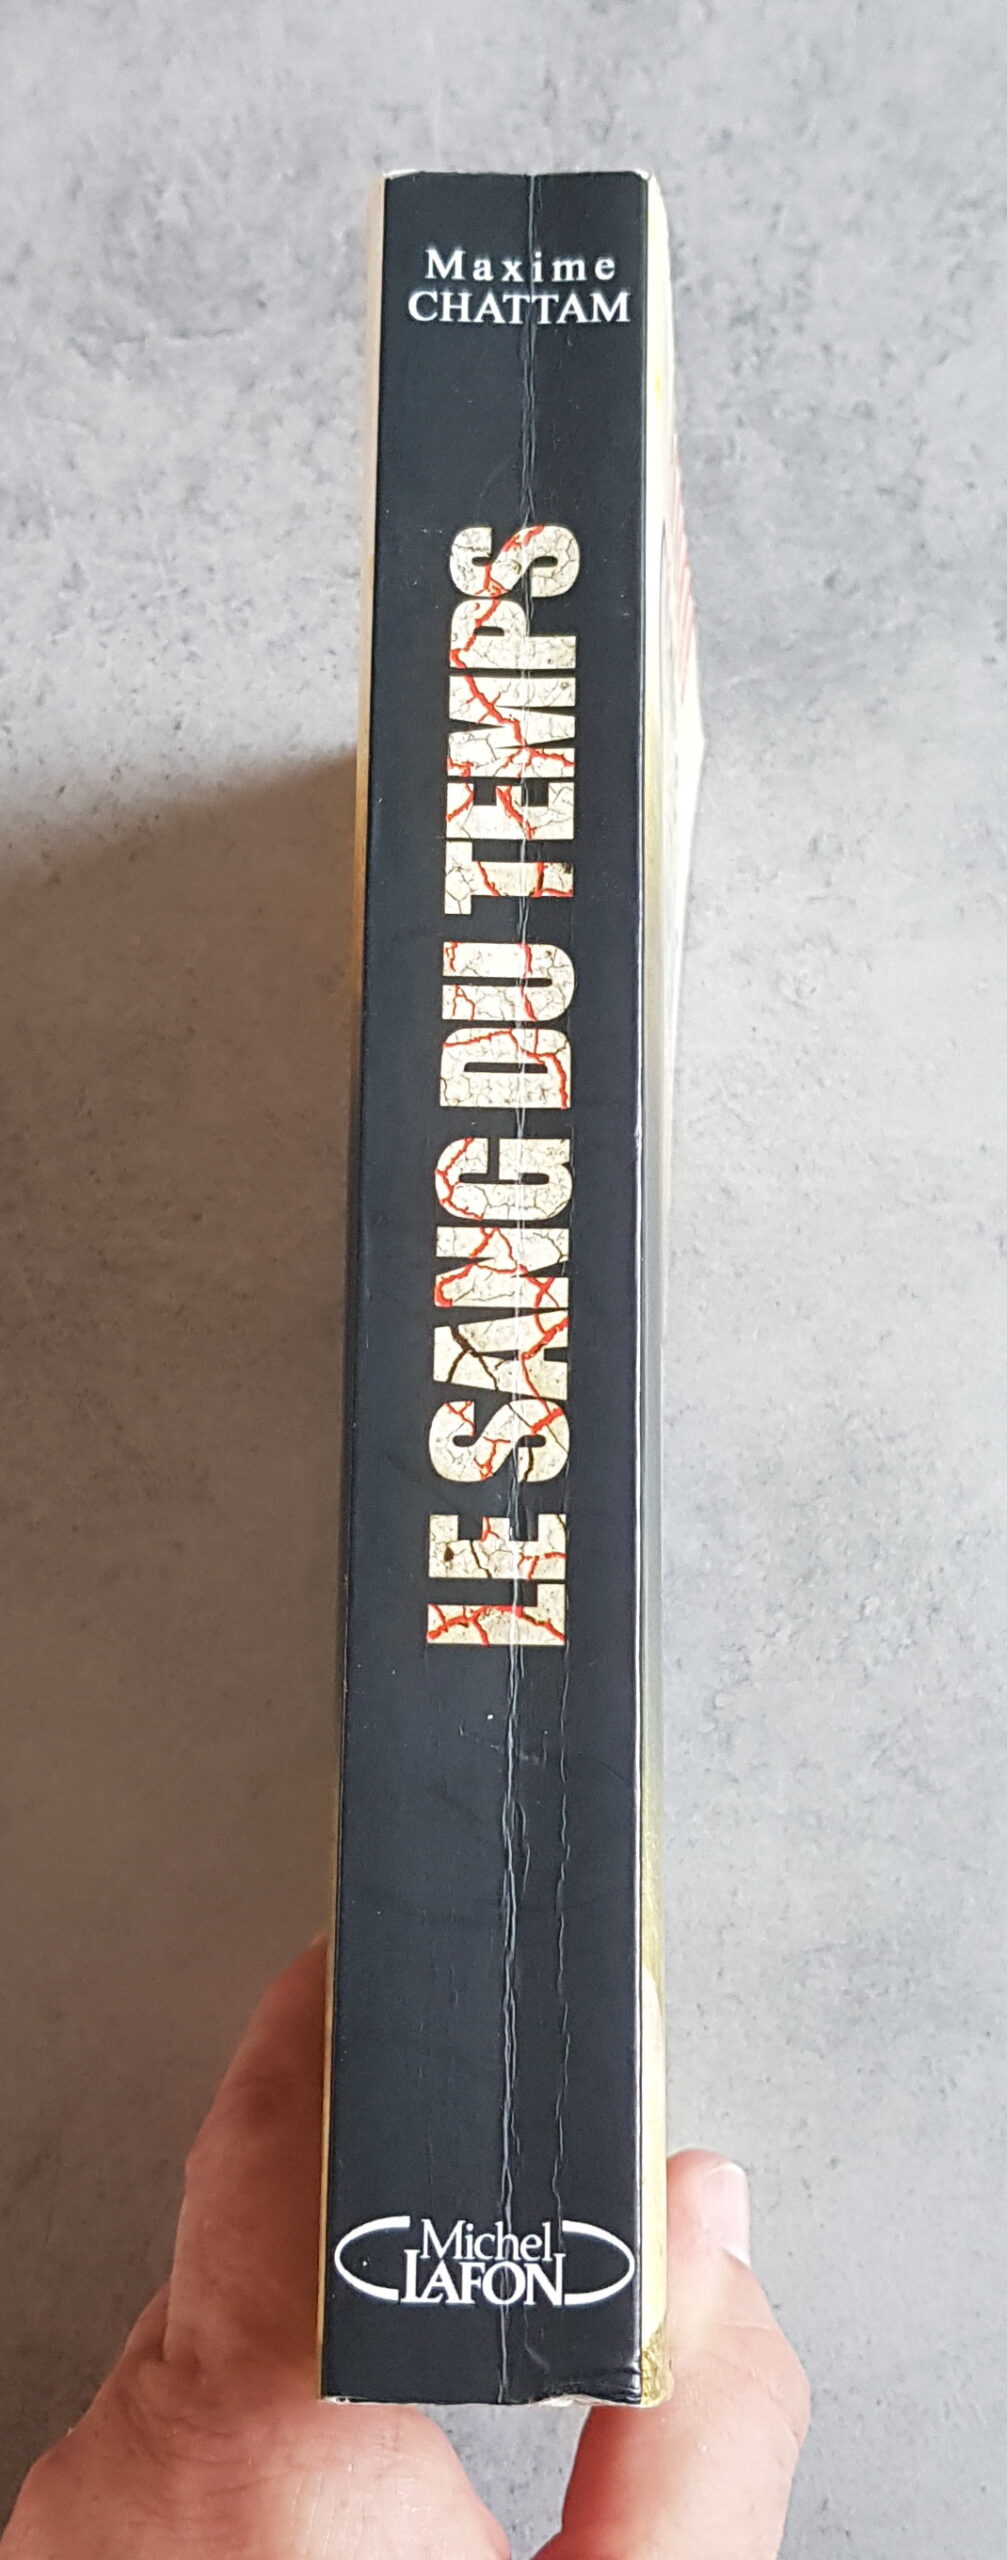 Maxime
CHATTAM
LE SANG DU TEMPS
Michel
LAFON